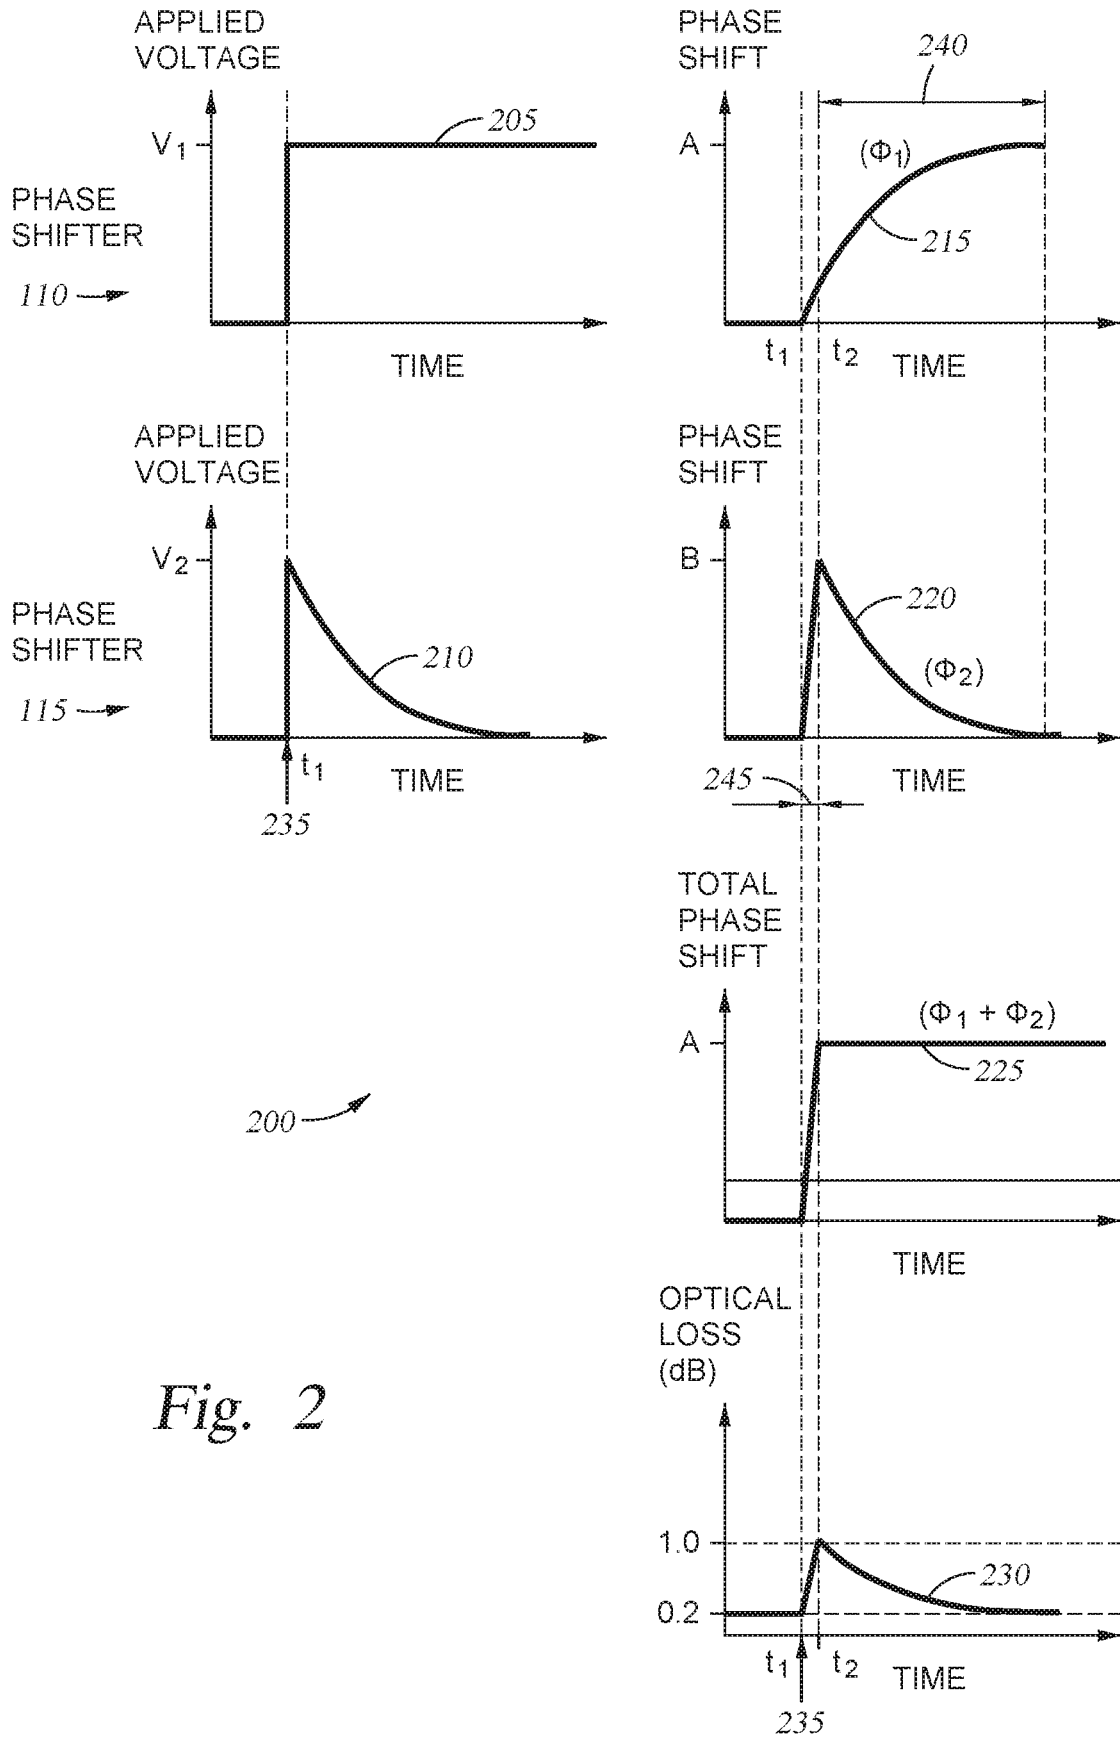 APPLIED
VOLTAGE
V1
205
PHASE
SHIFTER
110
TIME
PHASE
SHIFT
240
A
(Φ1)
215
t1
t2
TIME
APPLIED
VOLTAGE
V2
PHASE
SHIFTER
115
210
t1
TIME
235
PHASE
SHIFT
B
220
(Φ2)
245
TIME
TOTAL
PHASE
SHIFT
(Φ1 + Φ2)
A
225
200
TIME
OPTICAL
LOSS
(dB)
Fig. 2
1.0
230
0.2
t1
t2
TIME
235